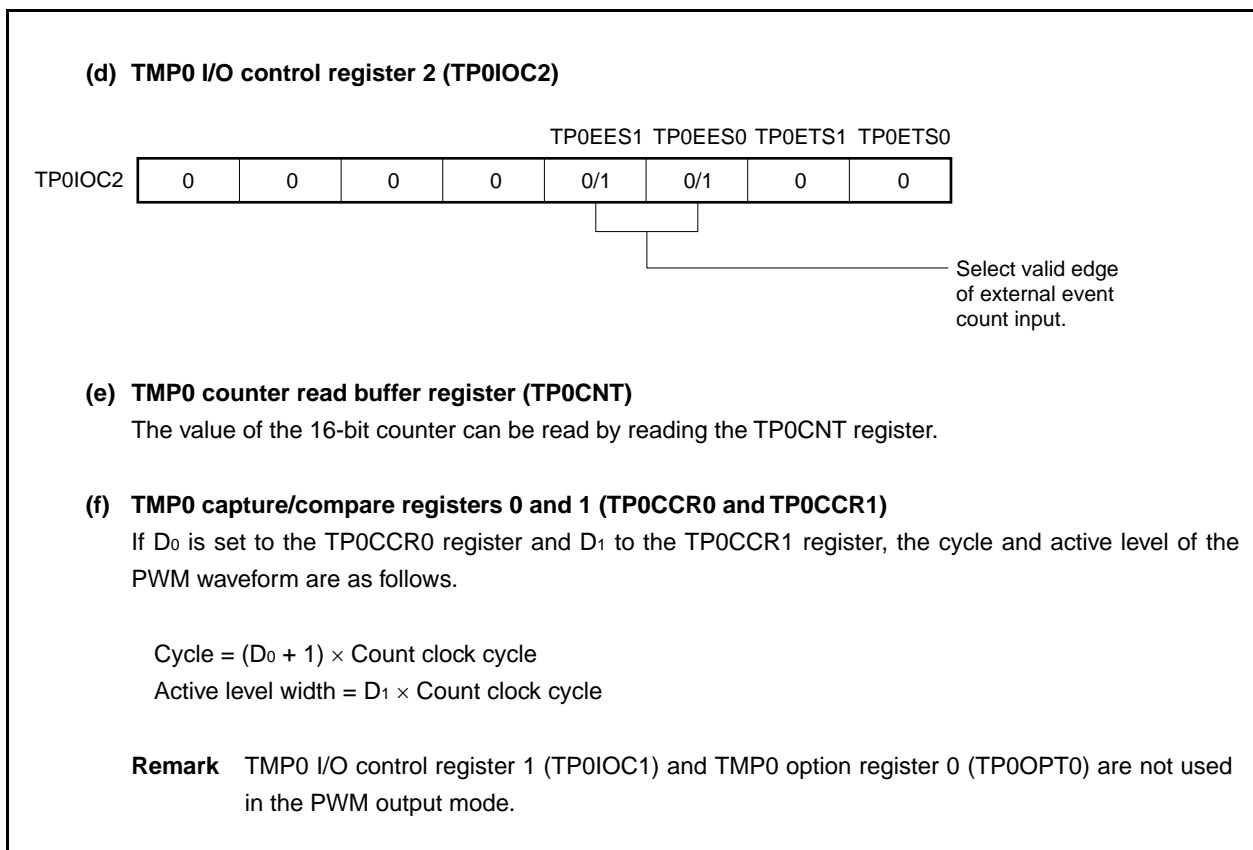 (d) TMP0 I/O control register 2 (TP0IOC2)
TP0EES1 TP0EES0 TP0ETS1 TP0ETS0
TP0IOC2 0 0 0 0 0/1 0/1 0 0
Select valid edge
of external event
count input.
(e) TMP0 counter read buffer register (TP0CNT)
The value of the 16-bit counter can be read by reading the TP0CNT register.
(f) TMP0 capture/compare registers 0 and 1 (TP0CCR0 and TP0CCR1)
If D0 is set to the TP0CCR0 register and D1 to the TP0CCR1 register, the cycle and active level of the
PWM waveform are as follows.
Cycle = (D0 + 1) × Count clock cycle
Active level width = D1 × Count clock cycle
Remark TMP0 I/O control register 1 (TP0IOC1) and TMP0 option register 0 (TP0OPT0) are not used
in the PWM output mode.